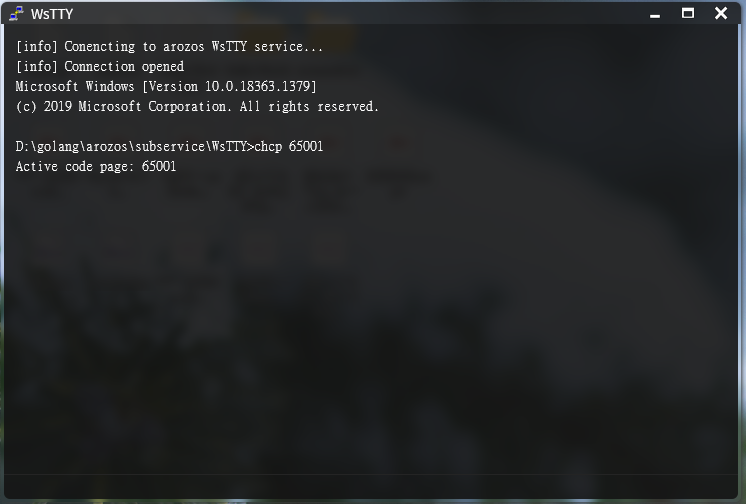 WsTTY
[info] Conencting to arozos WsTTY service...
[info] Connection opened
Microsoft Windows [Version 10.0.18363.1379]
(c) 2019 Microsoft Corporation. All rights reserved.
D:\golang\arozos\subservice\WsTTY>chcp 65001
Active code page: 65001